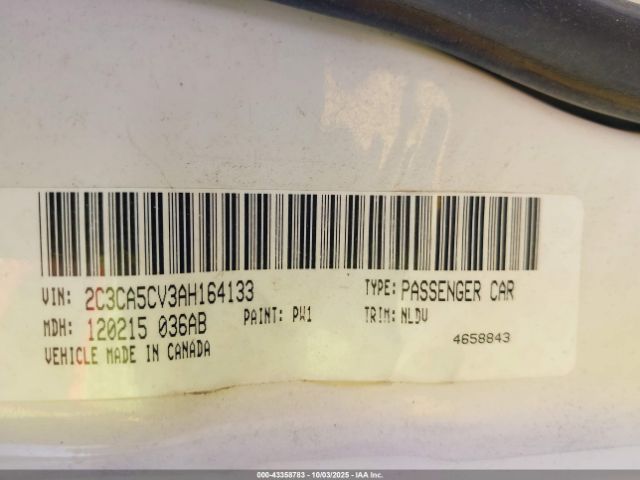 VIN: 2C3CA5CV3AH164133 TYPE: PASSENGER CAR
MDH: 120215 036AB PAINT: PW1 TRIM: NLDV
VEHICLE MADE IN CANADA 4658843
000-43358783 | 10/03/2025 - IAA Inc.